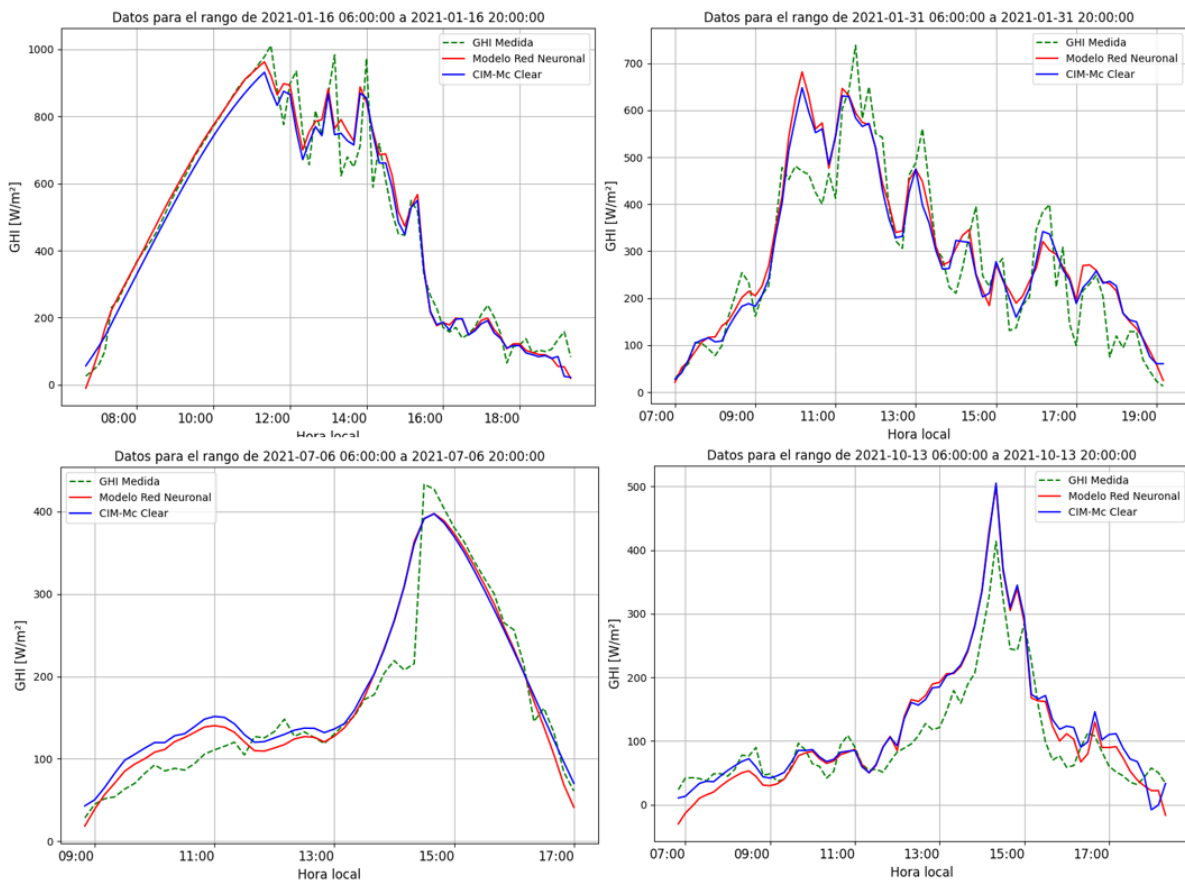 Datos para el rango de 2021-01-16 06:00:00 a 2021-01-16 20:00:00
GHI Medida
Modelo Red Neuronal
CIM-Mc Clear
GHI [W/m²]
1000
800
600
400
200
0
08:00 10:00 12:00 14:00 16:00 18:00
Hora local
Datos para el rango de 2021-01-31 06:00:00 a 2021-01-31 20:00:00
GHI Medida
Modelo Red Neuronal
CIM-Mc Clear
GHI [W/m²]
700
600
500
400
300
200
100
0
07:00 09:00 11:00 13:00 15:00 17:00 19:00
Hora local
Datos para el rango de 2021-07-06 06:00:00 a 2021-07-06 20:00:00
GHI Medida
Modelo Red Neuronal
CIM-Mc Clear
GHI [W/m²]
400
300
200
100
0
09:00 11:00 13:00 15:00 17:00
Hora local
Datos para el rango de 2021-10-13 06:00:00 a 2021-10-13 20:00:00
GHI Medida
Modelo Red Neuronal
CIM-Mc Clear
GHI [W/m²]
500
400
300
200
100
0
07:00 09:00 11:00 13:00 15:00 17:00
Hora local